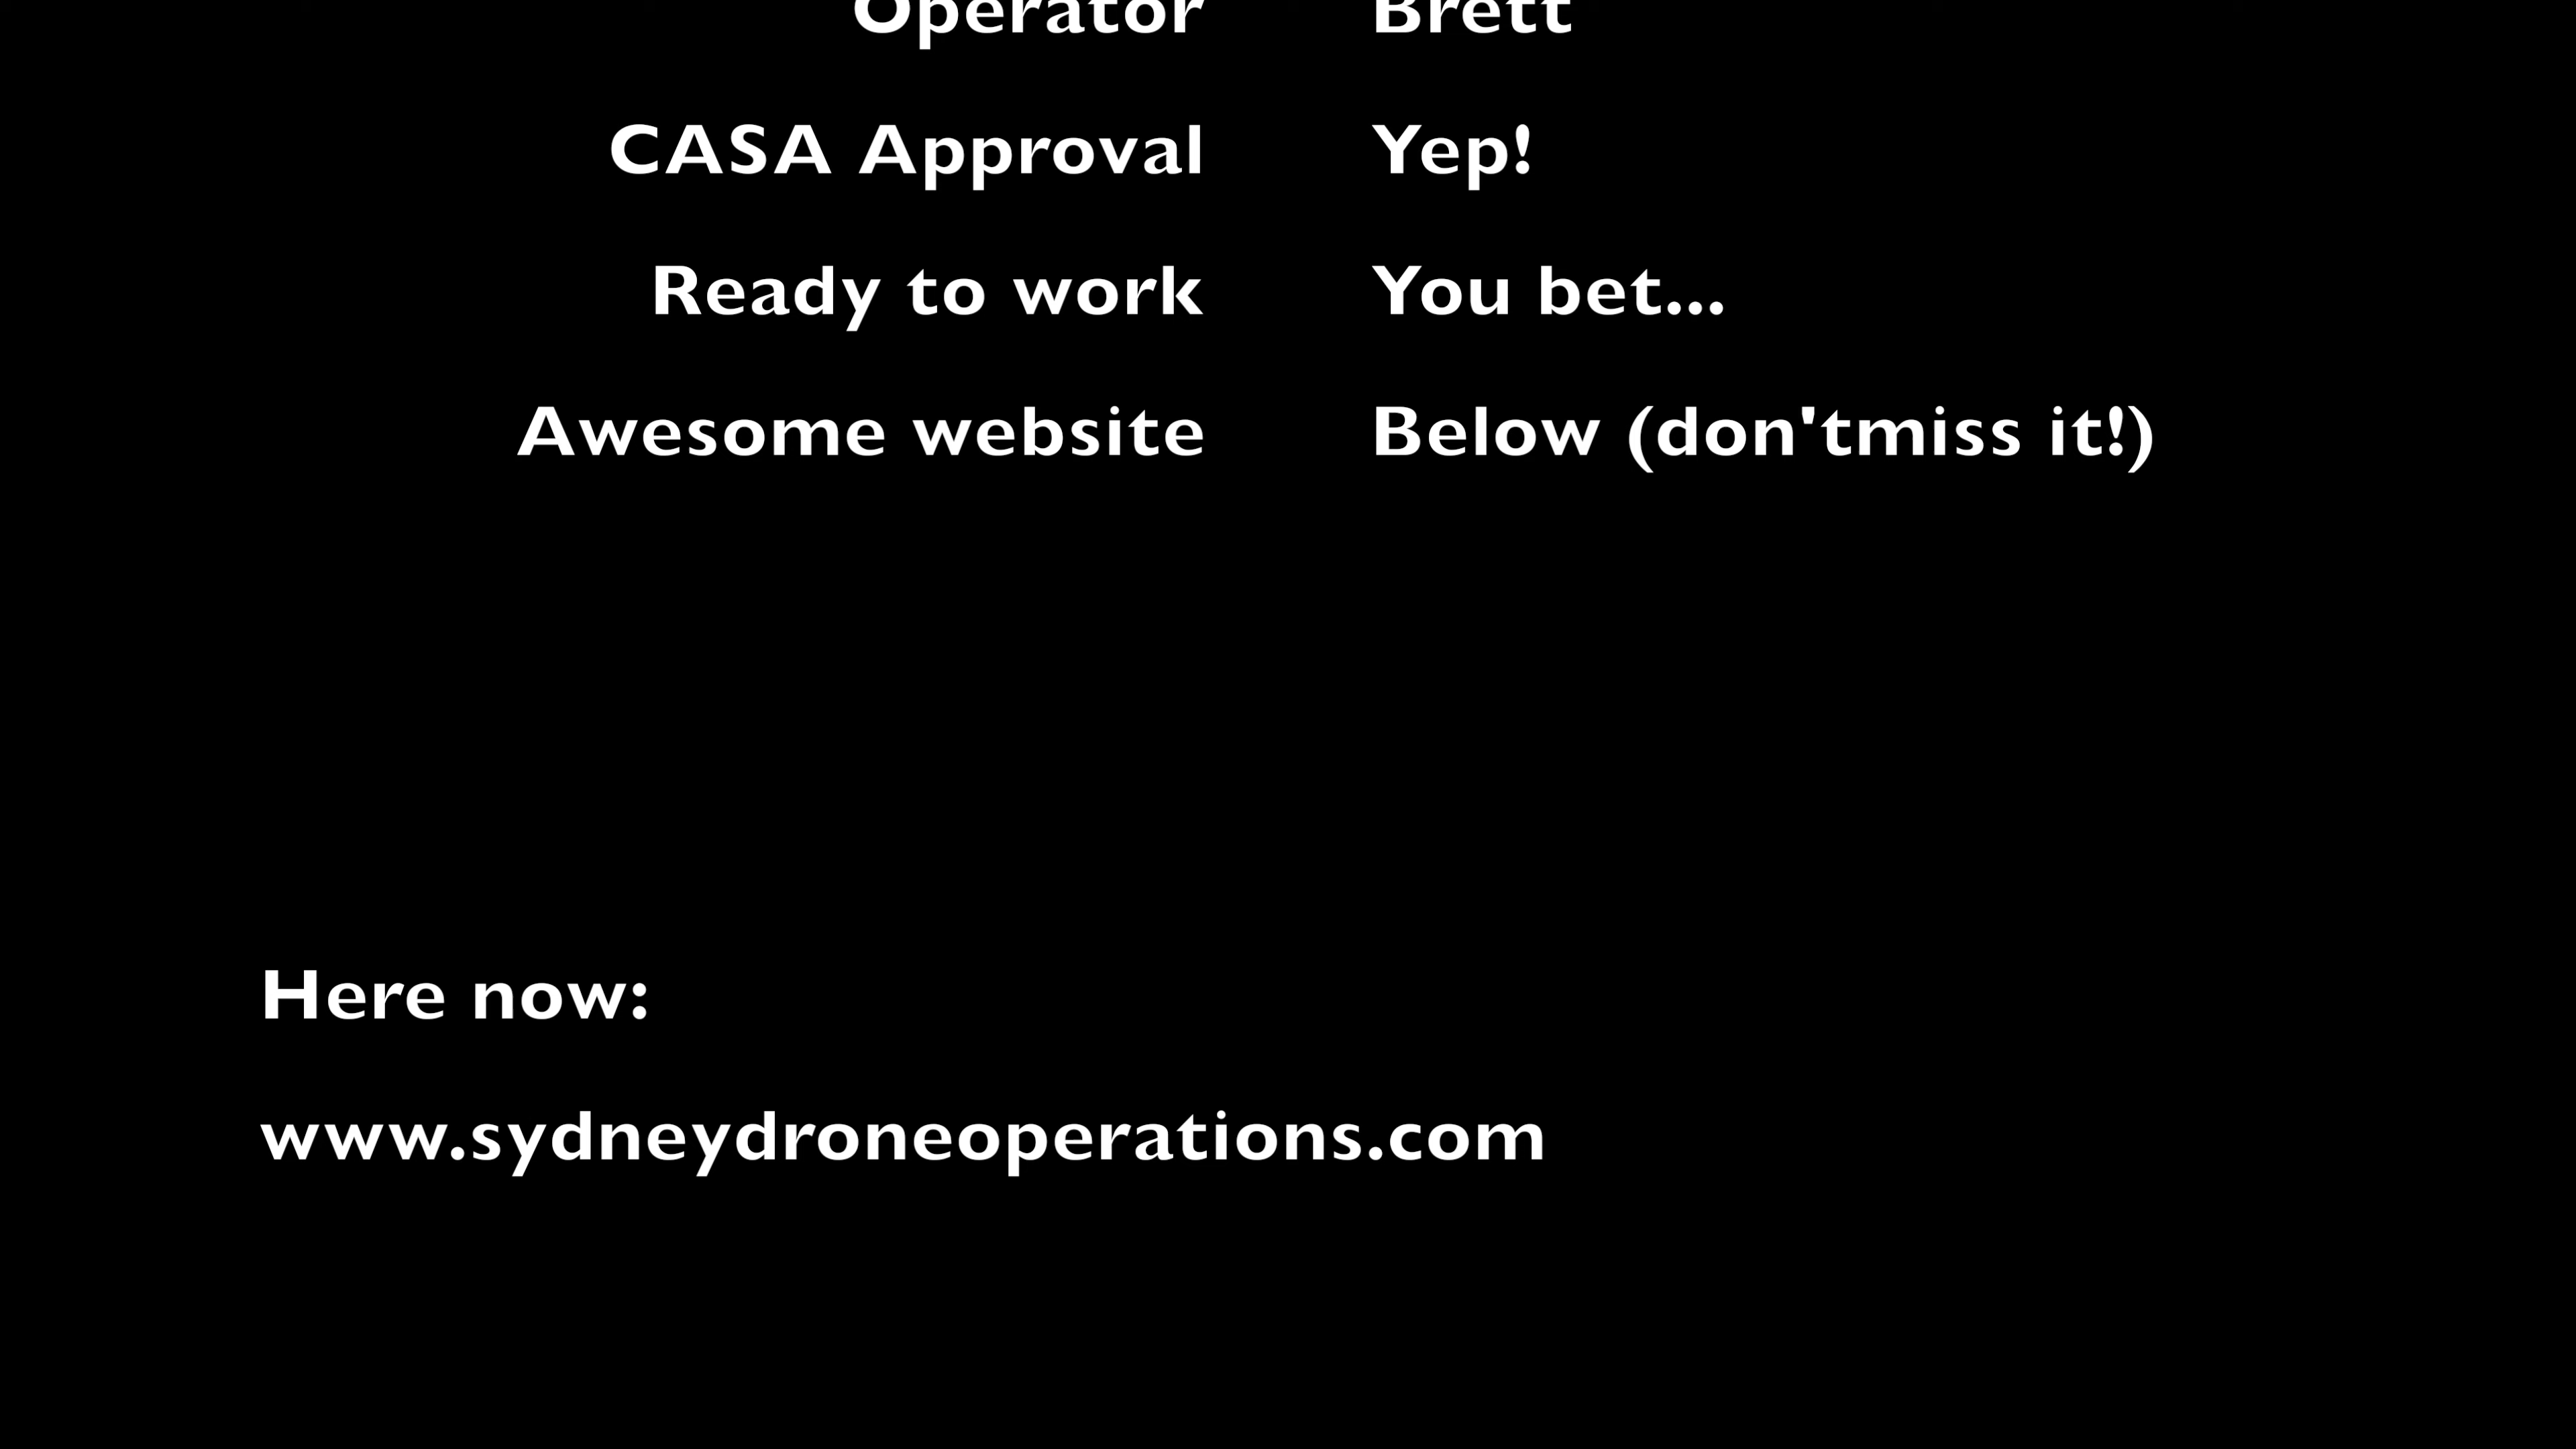 Operator Brett
CASA Approval Yep!
Ready to work You bet...
Awesome website Below (don'tmiss it!)
Here now:
www.sydneydroneoperations.com